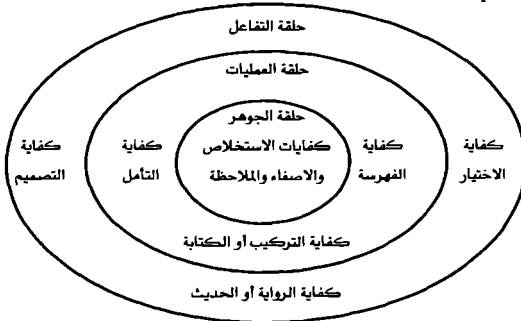 حلقة التفاعل
حلقة العمليات
حلقة الجوهر
كفاية الاختيار
كفاية الفهرسة
كفايات الاستخلاص
والاصفاء والملاحظة
كفاية التأمل
كفاية التصميم
كفاية التركيب أو الكتابة
كفاية الرواية أو الحديث